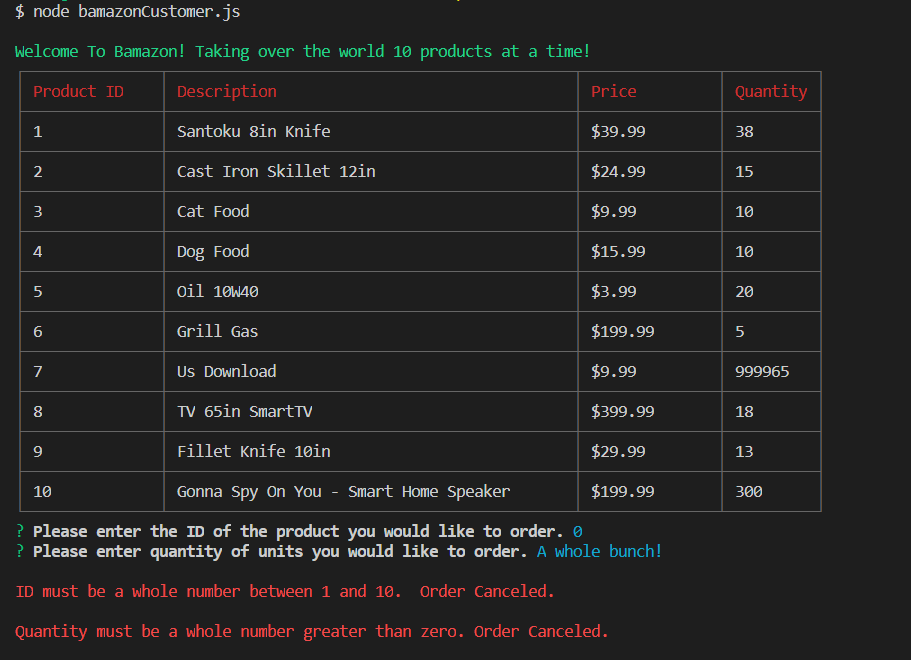 $ node bamazonCustomer.js
Welcome To Bamazon! Taking over the world 10 products at a time!
Product ID Description Price Quantity
1 Santoku 8in Knife $39.99 38
2 Cast Iron Skillet 12in $24.99 15
3 Cat Food $9.99 10
4 Dog Food $15.99 10
5 Oil 10W40 $3.99 20
6 Grill Gas $199.99 5
7 Us Download $9.99 999965
8 TV 65in SmartTV $399.99 18
9 Fillet Knife 10in $29.99 13
10 Gonna Spy On You - Smart Home Speaker $199.99 300
? Please enter the ID of the product you would like to order. 0
? Please enter quantity of units you would like to order. A whole bunch!
ID must be a whole number between 1 and 10.  Order Canceled.
Quantity must be a whole number greater than zero. Order Canceled.